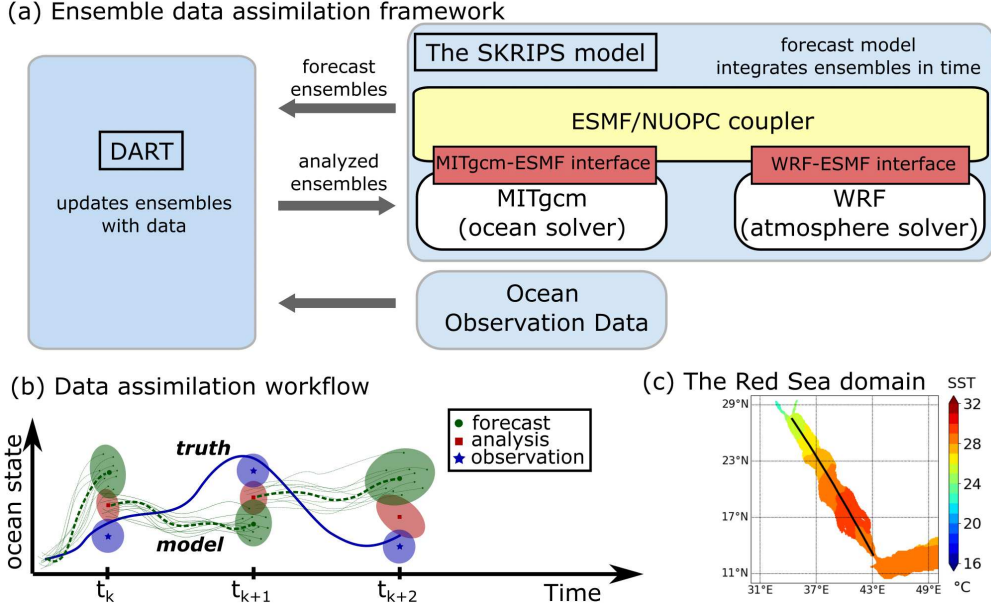 (a) Ensemble data assimilation framework
DART
updates ensembles
with data
forecast
ensembles
analyzed
ensembles
The SKRIPS model
forecast model
integrates ensembles in time
ESMF/NUOPC coupler
MITgcm-ESMF interface
WRF-ESMF interface
MITgcm
(ocean solver)
WRF
(atmosphere solver)
Ocean
Observation Data
(b) Data assimilation workflow
ocean state
truth
model
forecast
analysis
observation
t_k
t_{k+1}
t_{k+2}
Time
(c) The Red Sea domain
SST
29°N
23°N
17°N
11°N
31°E
37°E
43°E
49°E
32
28
24
20
16
°C